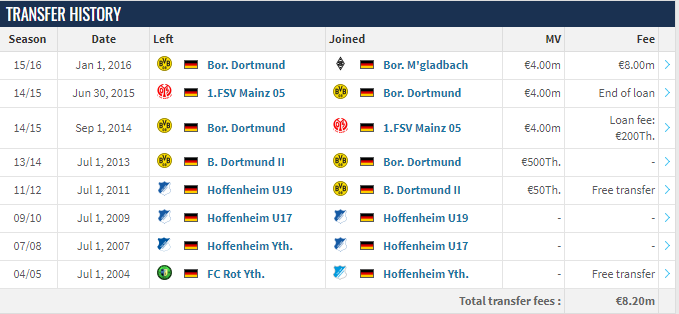 TRANSFER HISTORY
Season Date Left Joined MV Fee
15/16 Jan 1, 2016 Bor. Dortmund Bor. M'gladbach €4.00m €8.00m
14/15 Jun 30, 2015 1.FSV Mainz 05 Bor. Dortmund €4.00m End of loan
14/15 Sep 1, 2014 Bor. Dortmund 1.FSV Mainz 05 €4.00m Loan fee:
€200Th.
13/14 Jul 1, 2013 B. Dortmund II Bor. Dortmund €500Th. -
11/12 Jul 1, 2011 Hoffenheim U19 B. Dortmund II €50Th. Free transfer
09/10 Jul 1, 2009 Hoffenheim U17 Hoffenheim U19 - -
07/08 Jul 1, 2007 Hoffenheim Yth. Hoffenheim U17 - -
04/05 Jul 1, 2004 FC Rot Yth. Hoffenheim Yth. - Free transfer
Total transfer fees : €8.20m